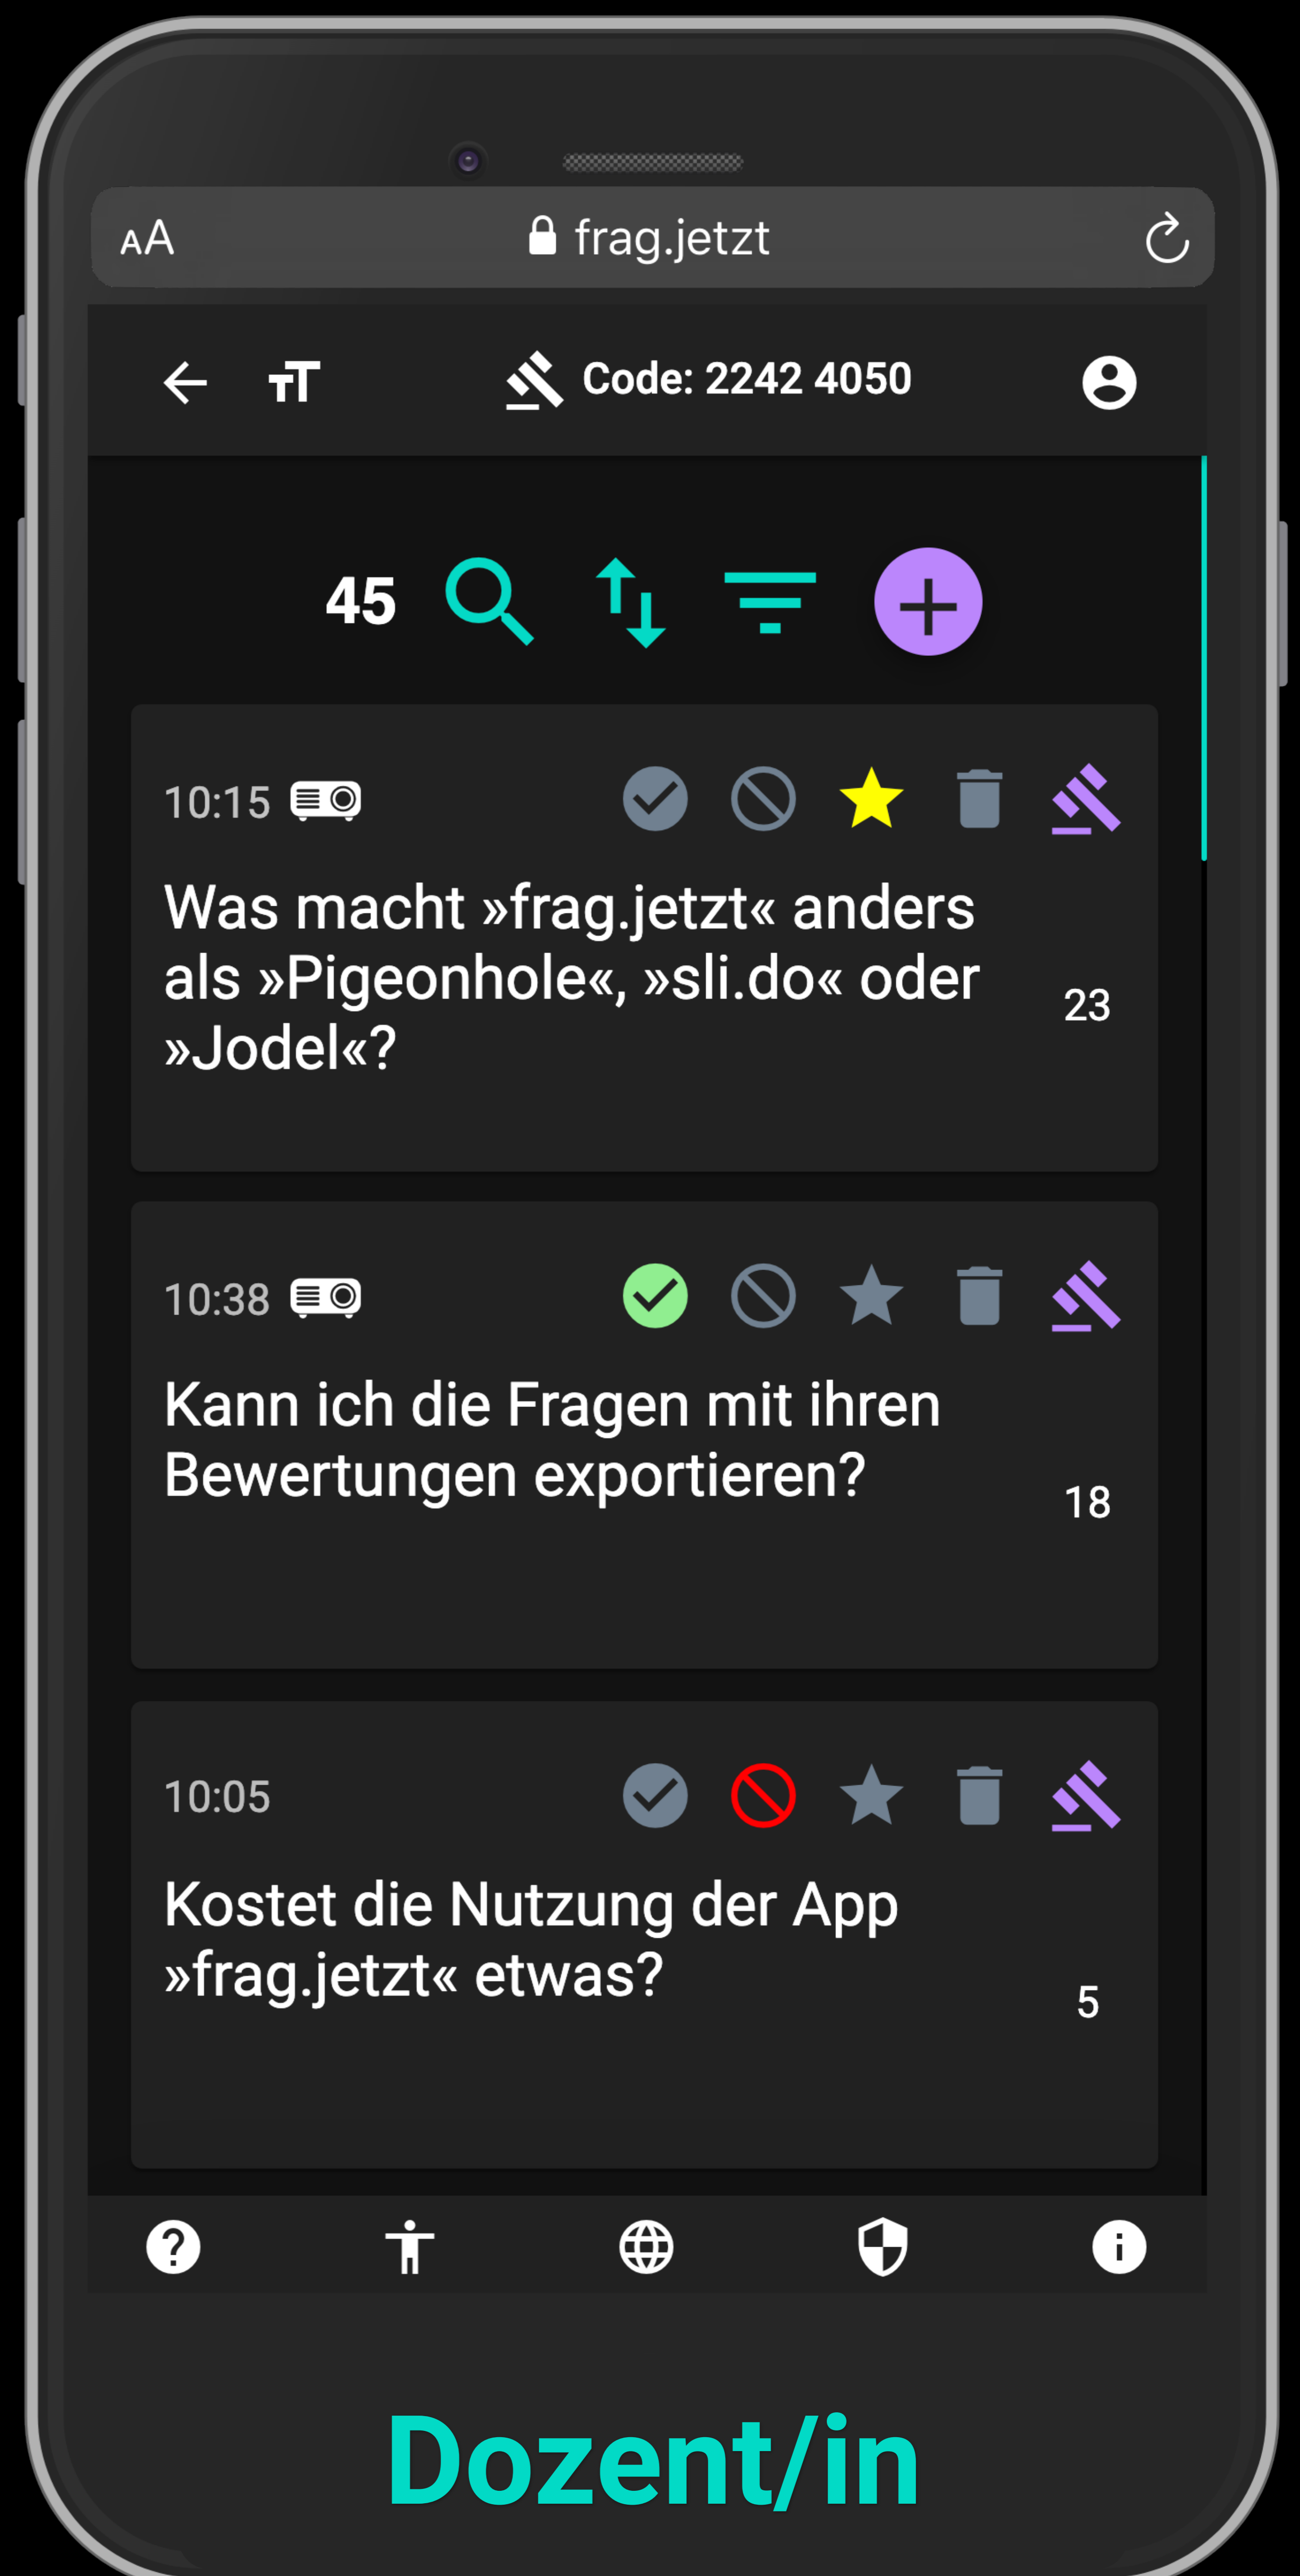 AA frag.jetzt
TT Code: 2242 4050
45
10:15
Was macht »frag.jetzt« anders
als »Pigeonhole«, »sli.do« oder
»Jodel«?
23
10:38
Kann ich die Fragen mit ihren
Bewertungen exportieren?
18
10:05
Kostet die Nutzung der App
»frag.jetzt« etwas?
5
Dozent/in